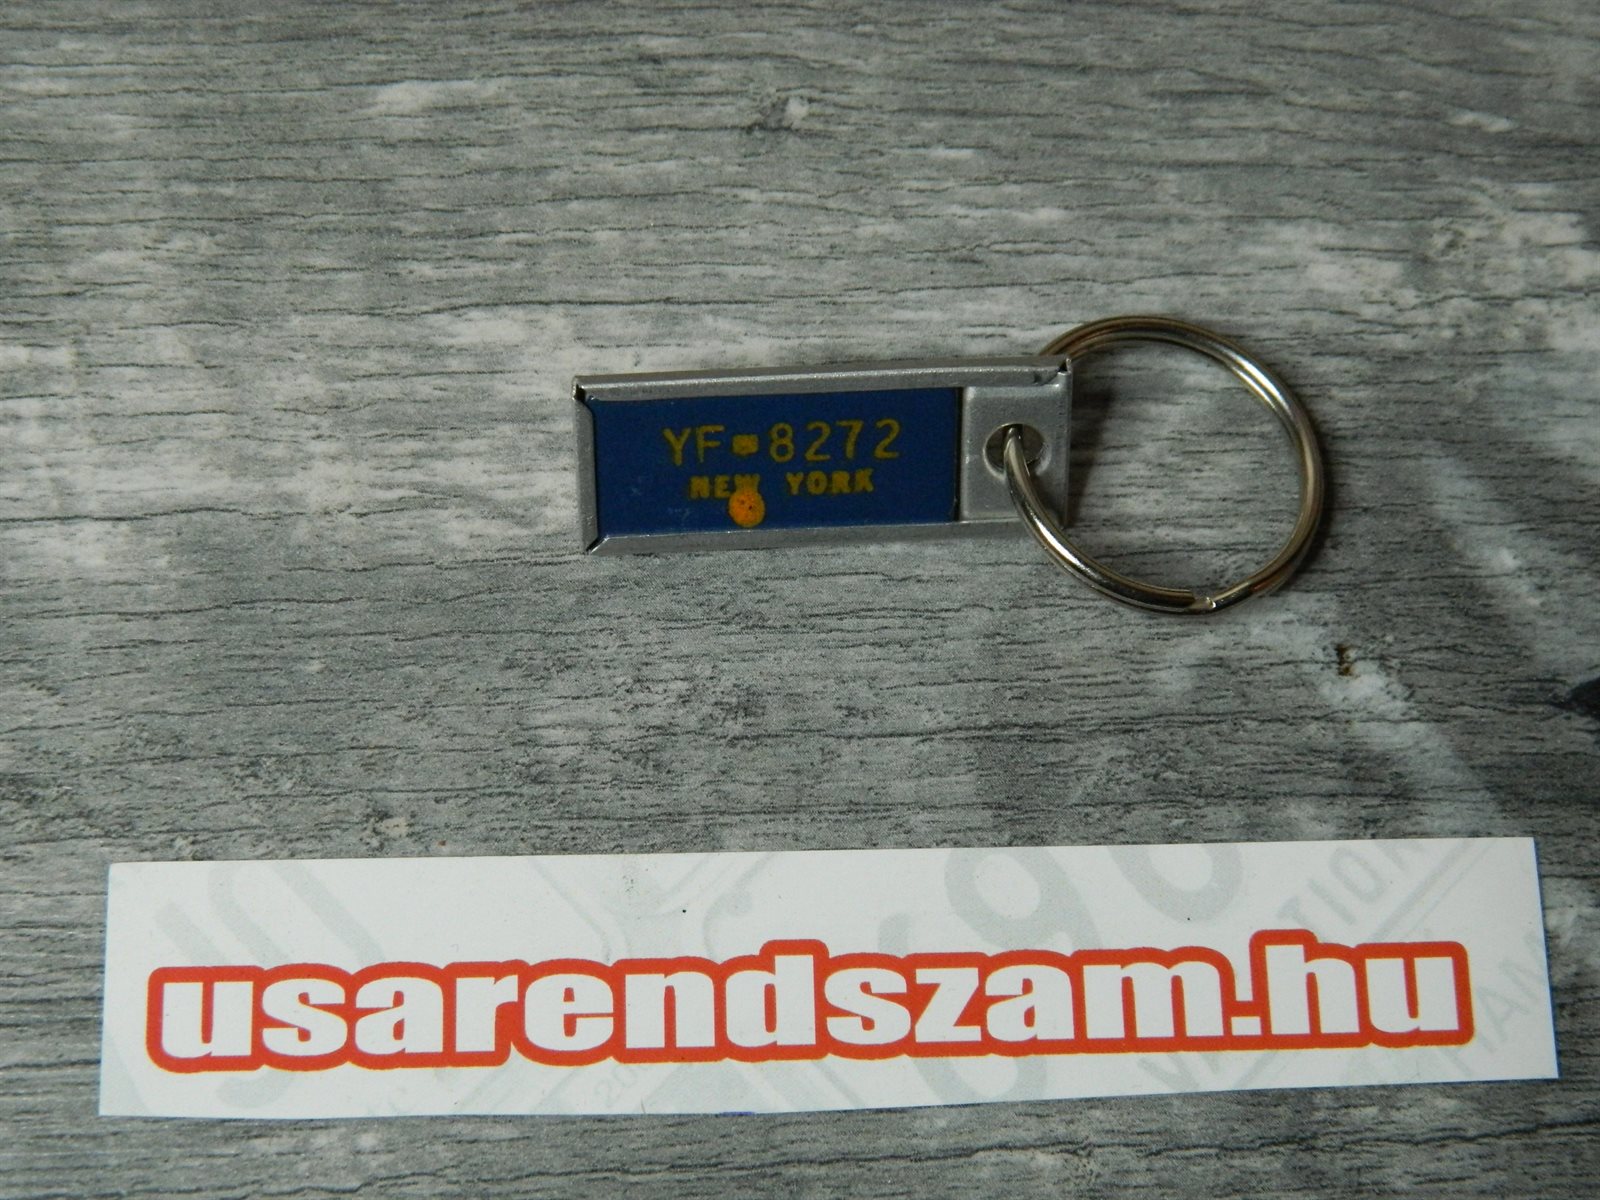 YF-8272
NEW YORK
usarendszam.hu